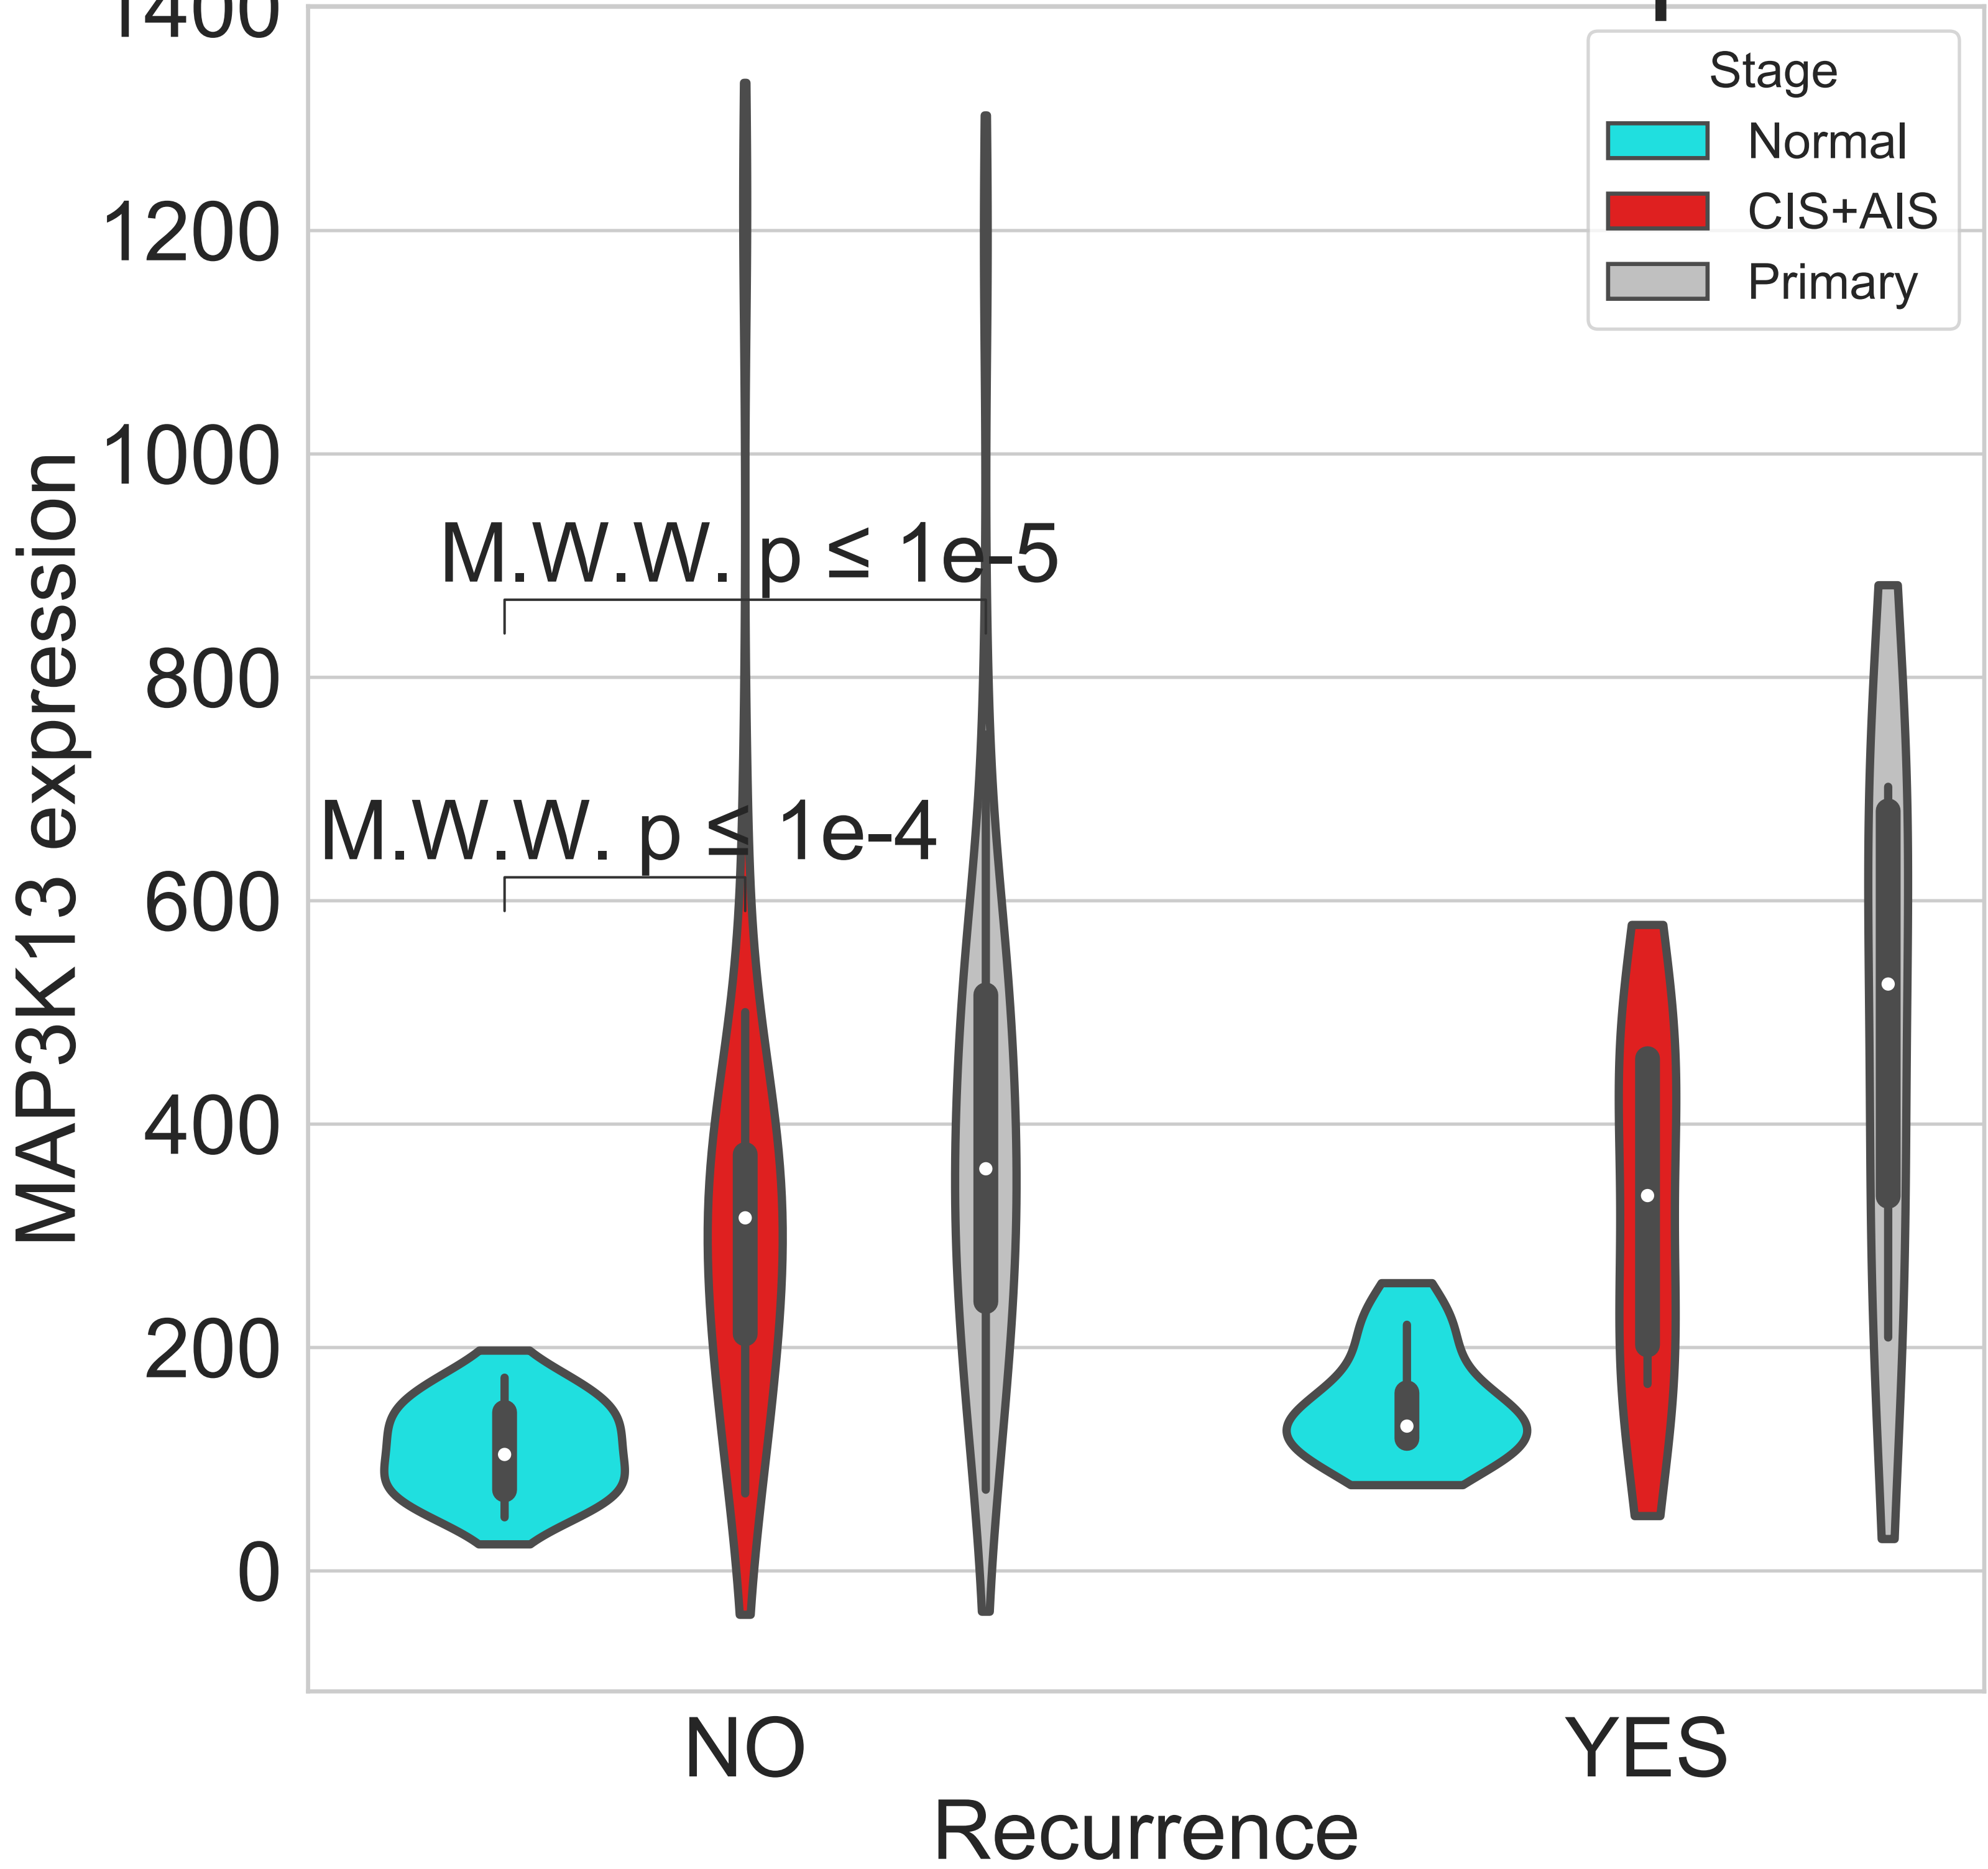 1400
1200
1000
800
600
400
200
0
MAP3K13 expression
Stage
Normal
CIS+AIS
Primary
M.W.W. p ≤ 1e-5
M.W.W. p ≤ 1e-4
NO
YES
Recurrence